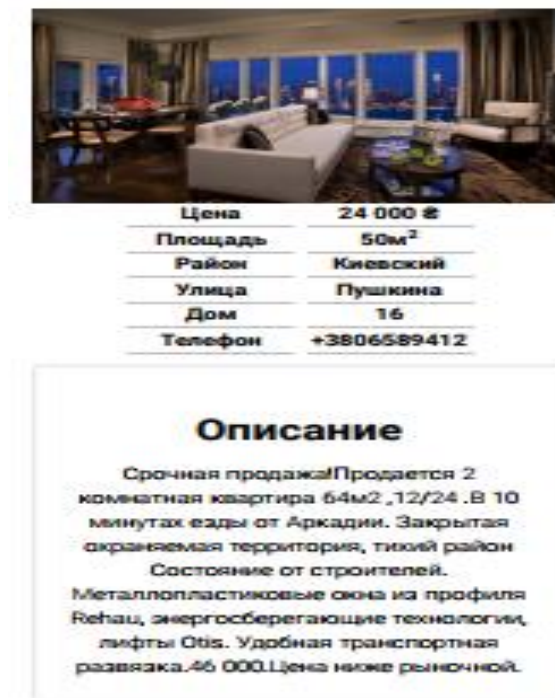 Цена 24 000 ₴
Площадь 50м²
Район Киевский
Улица Пушкина
Дом 16
Телефон +3806589412
Описание
Срочная продажа!Продается 2
комнатная квартира 64м2 ,12/24 .В 10
минутах езды от Аркадии. Закрытая
охраняемая территория, тихий район
Состояние от строителей.
Металлопластиковые окна из профиля
Rehau, энергосберегающие технологии,
лифты Otis. Удобная транспортная
развязка.46 000.Цена ниже рыночной.